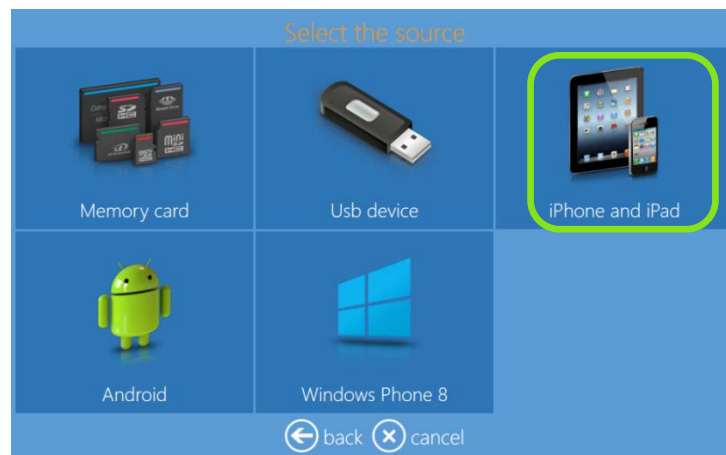 Select the source
Memory card
Usb device
iPhone and iPad
Android
Windows Phone 8
back
cancel